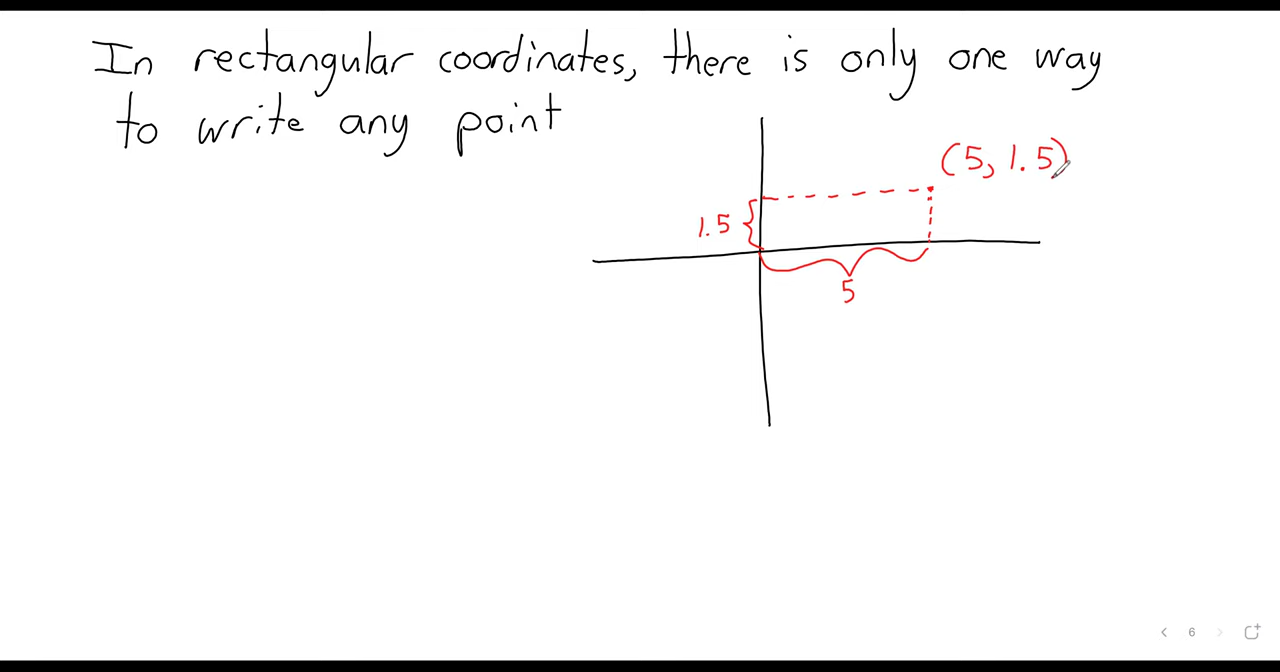 In rectangular coordinates, there is only one way
to write any point
(5, 1.5)
1.5
5
6